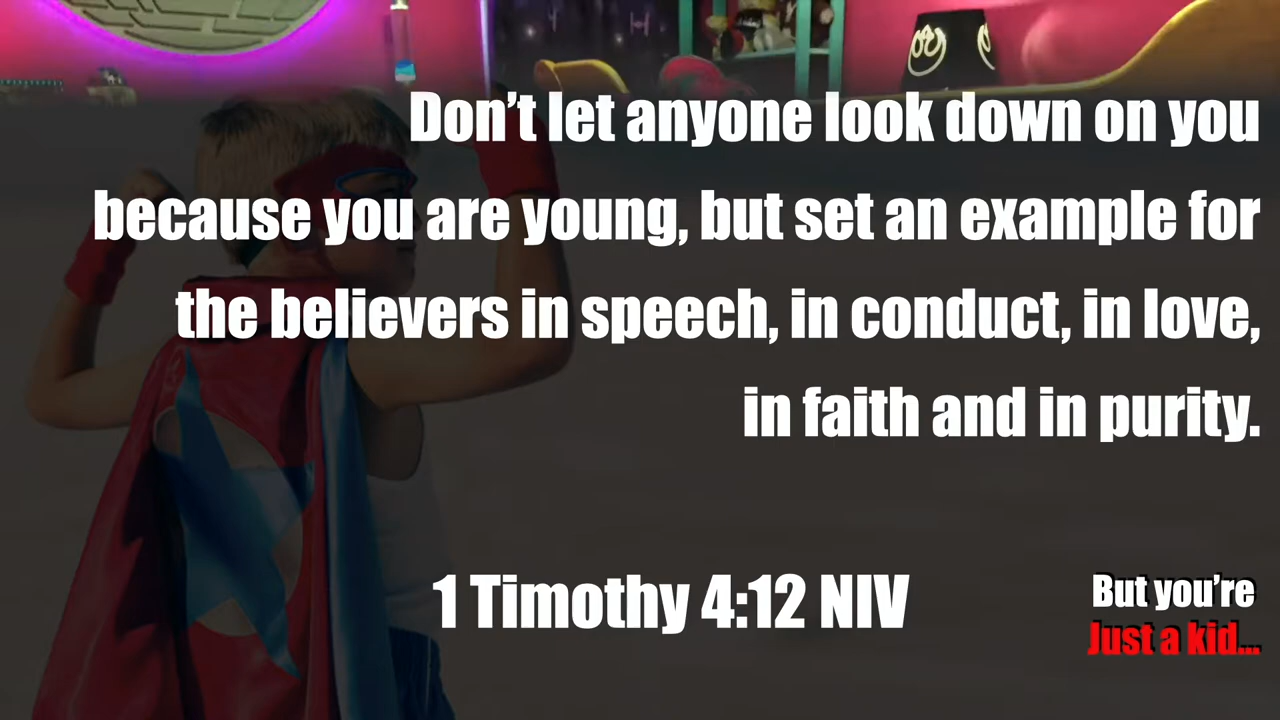 Don’t let anyone look down on you
because you are young, but set an example for
the believers in speech, in conduct, in love,
in faith and in purity.
1 Timothy 4:12 NIV
But you’re
Just a kid...